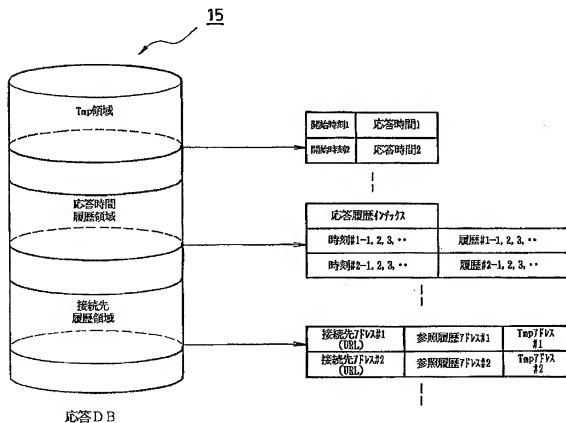 15
Tmp領域
開始時刻1 応答時間1
開始時刻2 応答時間2
応答時間
履歴領域
応答履歴インデックス
時刻#1-1, 2, 3, ‥ 履歴#1-1, 2, 3, ‥
時刻#2-1, 2, 3, ‥ 履歴#2-1, 2, 3, ‥
接続先
履歴領域
接続先アドレス#1
(URL)
参照履歴アドレス#1
Tmpアドレス
#1
接続先アドレス#2
(URL)
参照履歴アドレス#2
Tmpアドレス
#2
応答DB